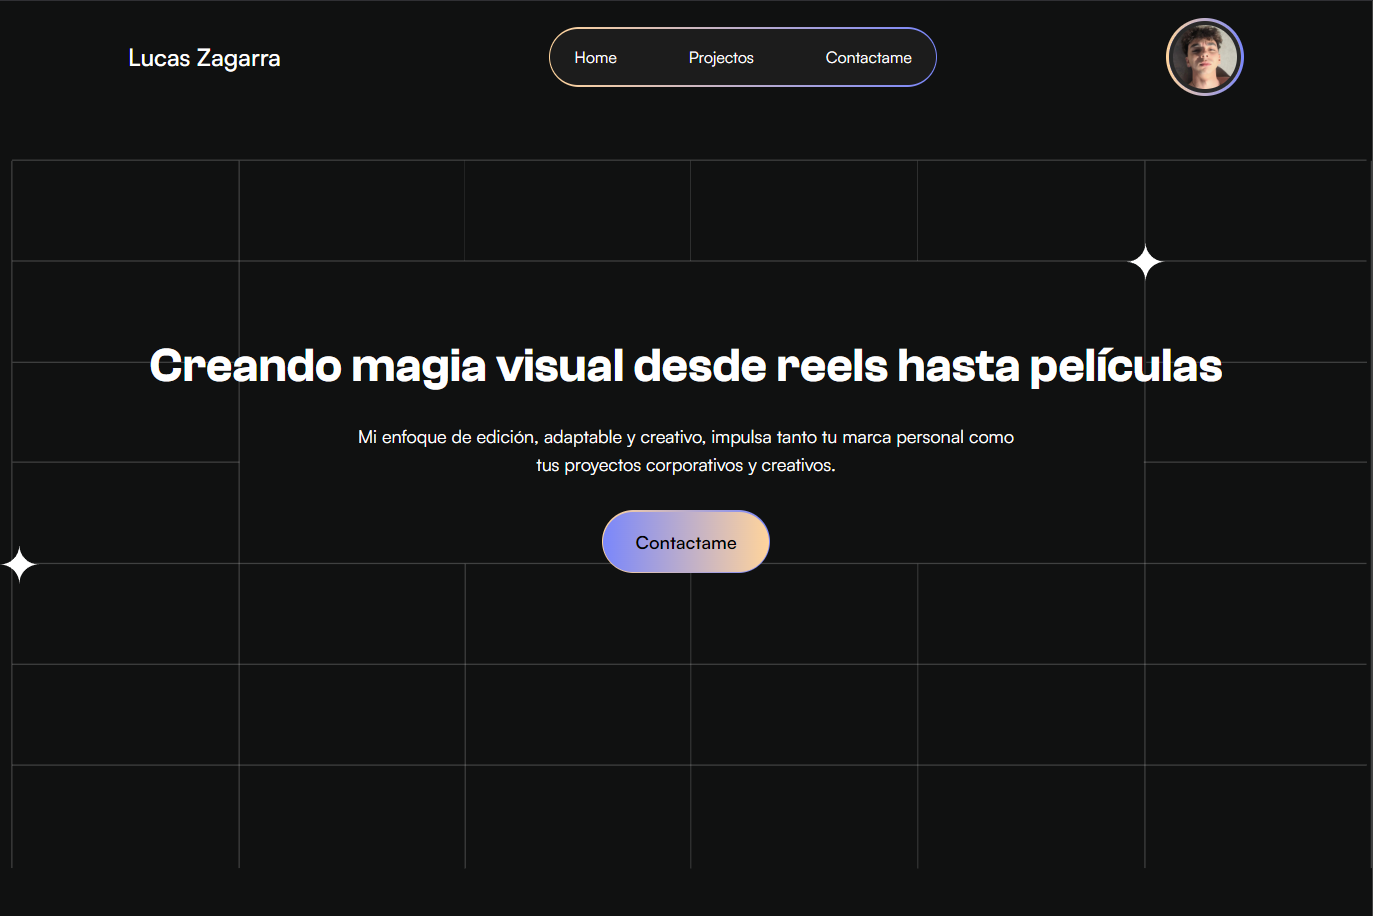 Lucas Zagarra
Home
Projectos
Contactame
Creando magia visual desde reels hasta películas
Mi enfoque de edición, adaptable y creativo, impulsa tanto tu marca personal como
tus proyectos corporativos y creativos.
Contactame